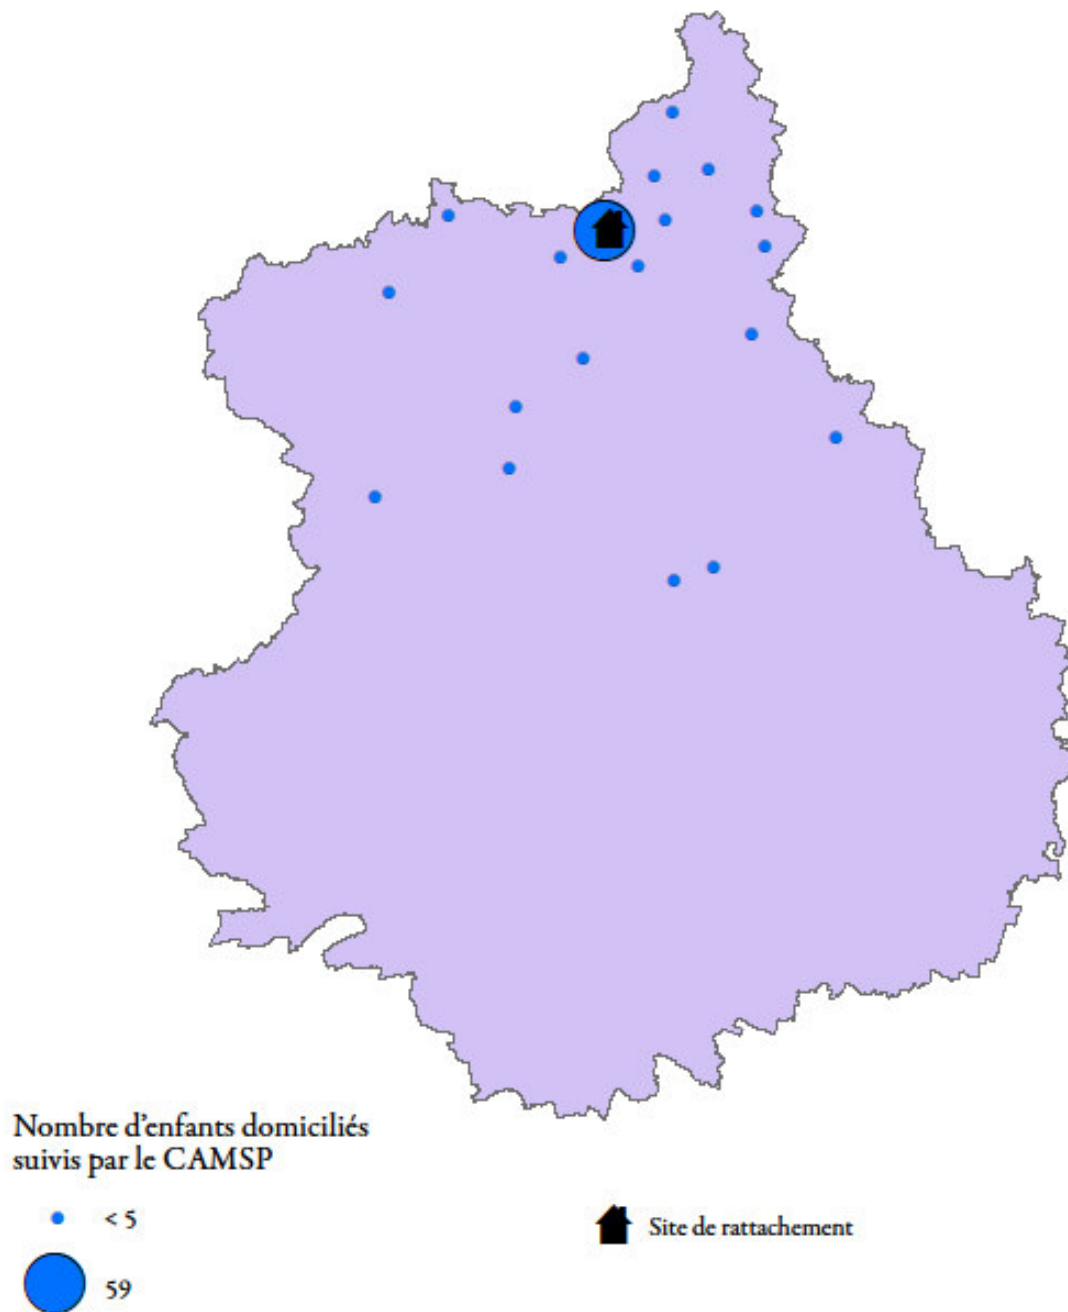 Nombre d'enfants domiciliés
suivis par le CAMSP
< 5
59
Site de rattachement